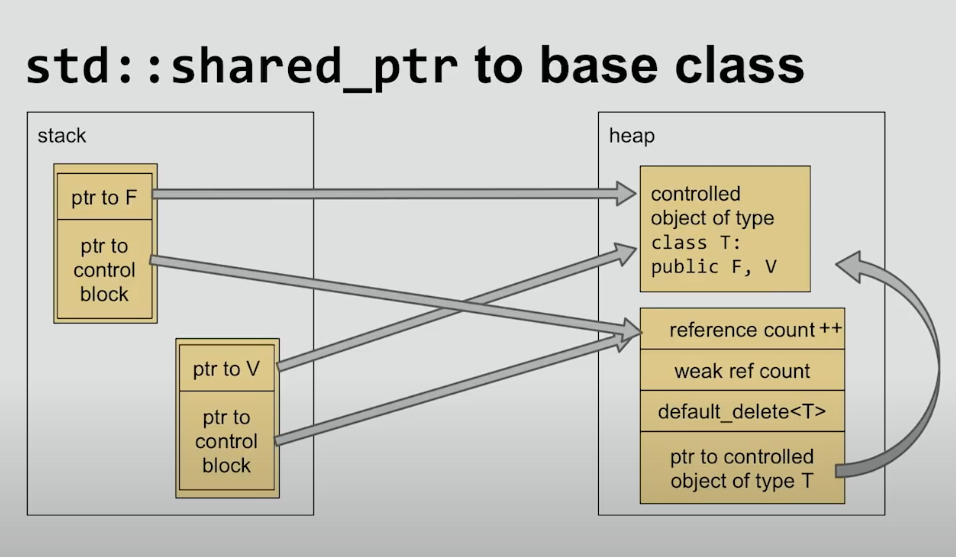 std::shared_ptr to base class
stack
ptr to F
ptr to
control
block
ptr to V
ptr to
control
block
heap
controlled
object of type
class T:
public F, V
reference count ++
weak ref count
default_delete<T>
ptr to controlled
object of type T